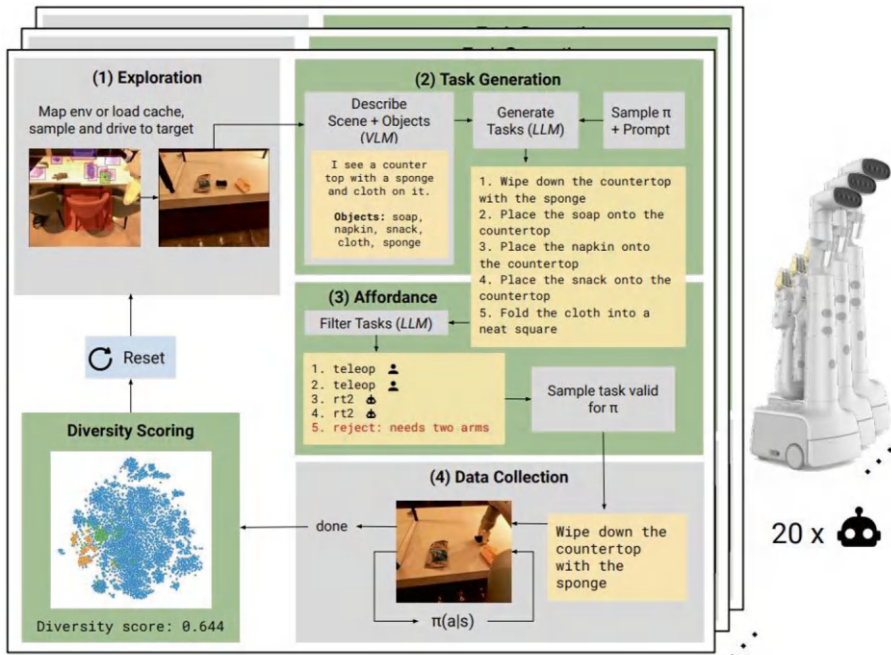 (1) Exploration
Map env or load cache,
sample and drive to target
(2) Task Generation
Describe
Scene + Objects
(VLM)
I see a counter
top with a sponge
and cloth on it.
Objects: soap,
napkin, snack,
cloth, sponge
Generate
Tasks (LLM)
Sample π
+ Prompt
1. Wipe down the countertop
with the sponge
2. Place the soap onto the
countertop
3. Place the napkin onto
the countertop
4. Place the snack onto the
countertop
5. Fold the cloth into a
neat square
(3) Affordance
Filter Tasks (LLM)
1. teleop
2. teleop
3. rt2
4. rt2
5. reject: needs two arms
Sample task valid
for π
Reset
Diversity Scoring
Diversity score: 0.644
(4) Data Collection
done
Wipe down the
countertop
with the
sponge
π(a|s)
20 x